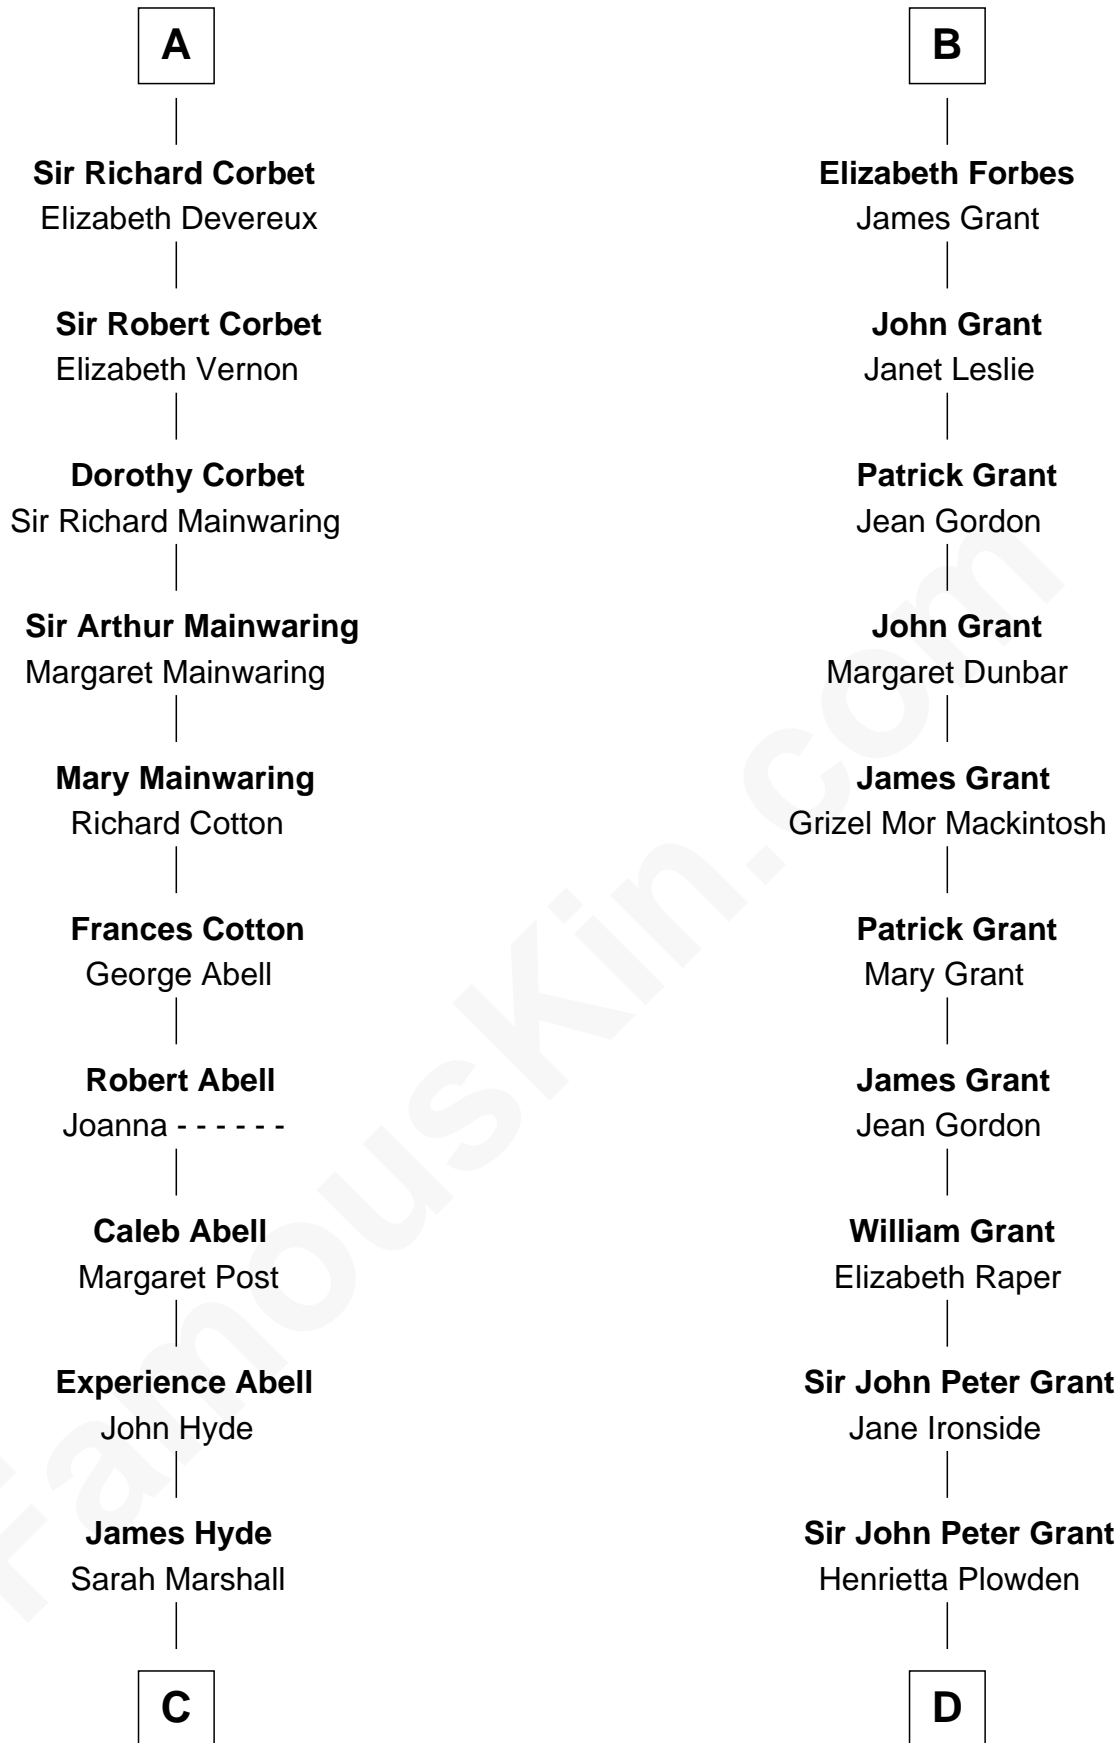 A
Sir Richard Corbet
Elizabeth Devereux
Sir Robert Corbet
Elizabeth Vernon
Dorothy Corbet
Sir Richard Mainwaring
Sir Arthur Mainwaring
Margaret Mainwaring
Mary Mainwaring
Richard Cotton
Frances Cotton
George Abell
Robert Abell
Joanna - - - - - -
Caleb Abell
Margaret Post
Experience Abell
John Hyde
James Hyde
Sarah Marshall
C
B
Elizabeth Forbes
James Grant
John Grant
Janet Leslie
Patrick Grant
Jean Gordon
John Grant
Margaret Dunbar
James Grant
Grizel Mor Mackintosh
Patrick Grant
Mary Grant
James Grant
Jean Gordon
William Grant
Elizabeth Raper
Sir John Peter Grant
Jane Ironside
Sir John Peter Grant
Henrietta Plowden
D
FamousKin.com